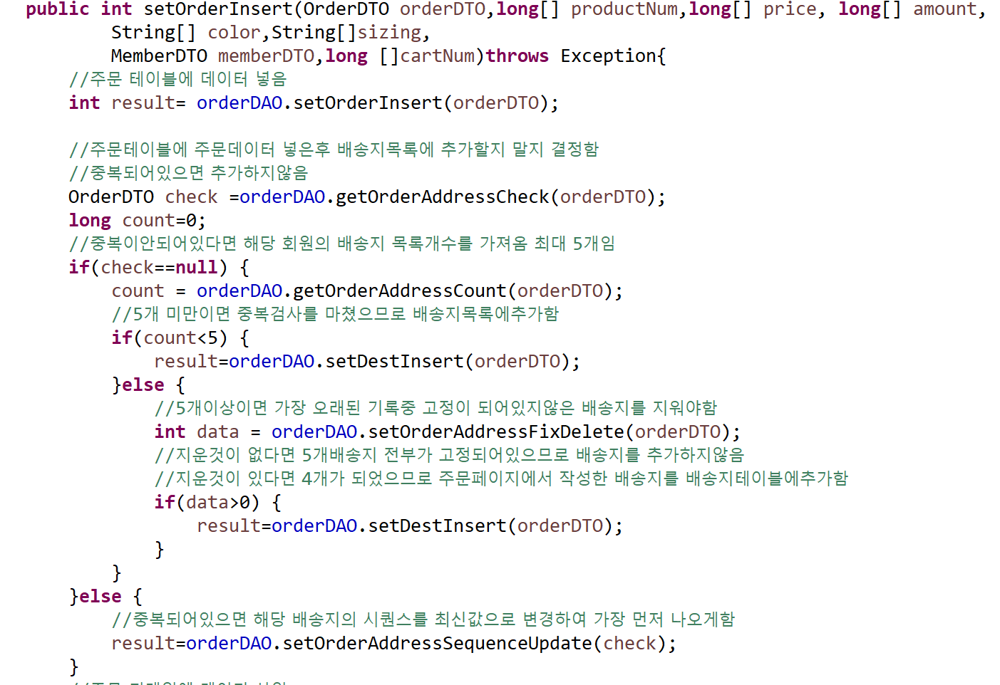 public int setOrderInsert(OrderDTO orderDTO,long[] productNum,long[] price, long[] amount,
String[] color,String[]sizing,
MemberDTO memberDTO,long []cartNum)throws Exception{
//주문 테이블에 데이터 넣음
int result= orderDAO.setOrderInsert(orderDTO);
//주문테이블에 주문데이터 넣은후 배송지목록에 추가할지 말지 결정함
//중복되어있으면 추가하지않음
OrderDTO check =orderDAO.getOrderAddressCheck(orderDTO);
long count=0;
//중복이안되어있다면 해당 회원의 배송지 목록개수를 가져옴 최대 5개임
if(check==null) {
count = orderDAO.getOrderAddressCount(orderDTO);
//5개 미만이면 중복검사를 마쳤으므로 배송지목록에추가함
if(count<5) {
result=orderDAO.setDestInsert(orderDTO);
}else {
//5개이상이면 가장 오래된 기록중 고정이 되어있지않은 배송지를 지워야함
int data = orderDAO.setOrderAddressFixDelete(orderDTO);
//지운것이 없다면 5개배송지 전부가 고정되어있으므로 배송지를 추가하지않음
//지운것이 있다면 4개가 되었으므로 주문페이지에서 작성한 배송지를 배송지테이블에추가함
if(data>0) {
result=orderDAO.setDestInsert(orderDTO);
}
}
}else {
//중복되어있으면 해당 배송지의 시퀀스를 최신값으로 변경하여 가장 먼저 나오게함
result=orderDAO.setOrderAddressSequenceUpdate(check);
}